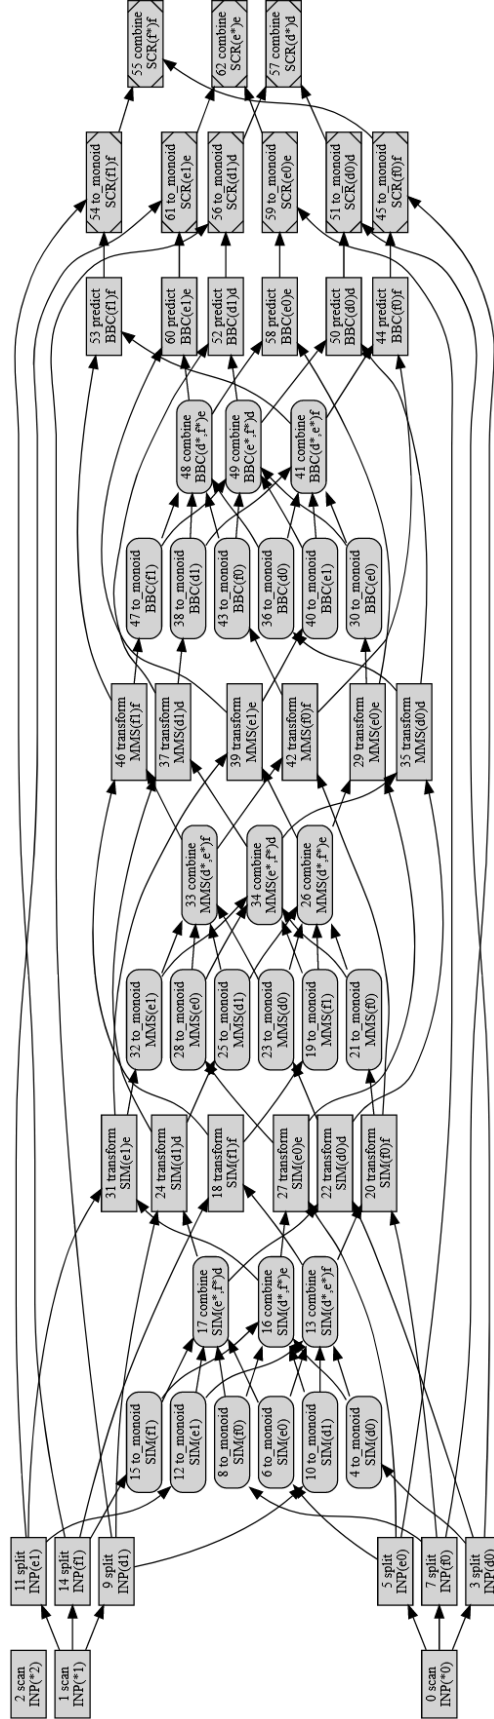 55 combine
SCR(f*)f
62 combine
SCR(e*)e
57 combine
SCR(d*)d
54 to_monoid
SCR(f1)f
61 to_monoid
SCR(e1)e
56 to_monoid
SCR(d1)d
59 to_monoid
SCR(e0)e
51 to_monoid
SCR(d0)d
45 to_monoid
SCR(f0)f
53 predict
BBC(f1)f
60 predict
BBC(e1)e
52 predict
BBC(d1)d
58 predict
BBC(e0)e
50 predict
BBC(d0)d
44 predict
BBC(f0)f
48 combine
BBC(d*,f*)e
49 combine
BBC(e*,f*)d
41 combine
BBC(d*,e*)f
47 to_monoid
BBC(f1)
38 to_monoid
BBC(d1)
43 to_monoid
BBC(f0)
36 to_monoid
BBC(d0)
40 to_monoid
BBC(e1)
30 to_monoid
BBC(e0)
46 transform
MMS(f1)f
37 transform
MMS(d1)d
39 transform
MMS(e1)e
42 transform
MMS(f0)f
29 transform
MMS(e0)e
35 transform
MMS(d0)d
33 combine
MMS(d*,e*)f
34 combine
MMS(e*,f*)d
26 combine
MMS(d*,f*)e
32 to_monoid
MMS(e1)
28 to_monoid
MMS(e0)
25 to_monoid
MMS(d1)
23 to_monoid
MMS(d0)
19 to_monoid
MMS(f1)
21 to_monoid
MMS(f0)
31 transform
SIM(e1)e
24 transform
SIM(d1)d
18 transform
SIM(f1)f
27 transform
SIM(e0)e
22 transform
SIM(d0)d
20 transform
SIM(f0)f
17 combine
SIM(e*,f*)d
16 combine
SIM(d*,f*)e
13 combine
SIM(d*,e*)f
15 to_monoid
SIM(f1)
12 to_monoid
SIM(e1)
8 to_monoid
SIM(f0)
6 to_monoid
SIM(e0)
10 to_monoid
SIM(d1)
4 to_monoid
SIM(d0)
11 split
INP(e1)
14 split
INP(f1)
9 split
INP(d1)
5 split
INP(e0)
7 split
INP(f0)
3 split
INP(d0)
2 scan
INP(*2)
1 scan
INP(*1)
0 scan
INP(*0)